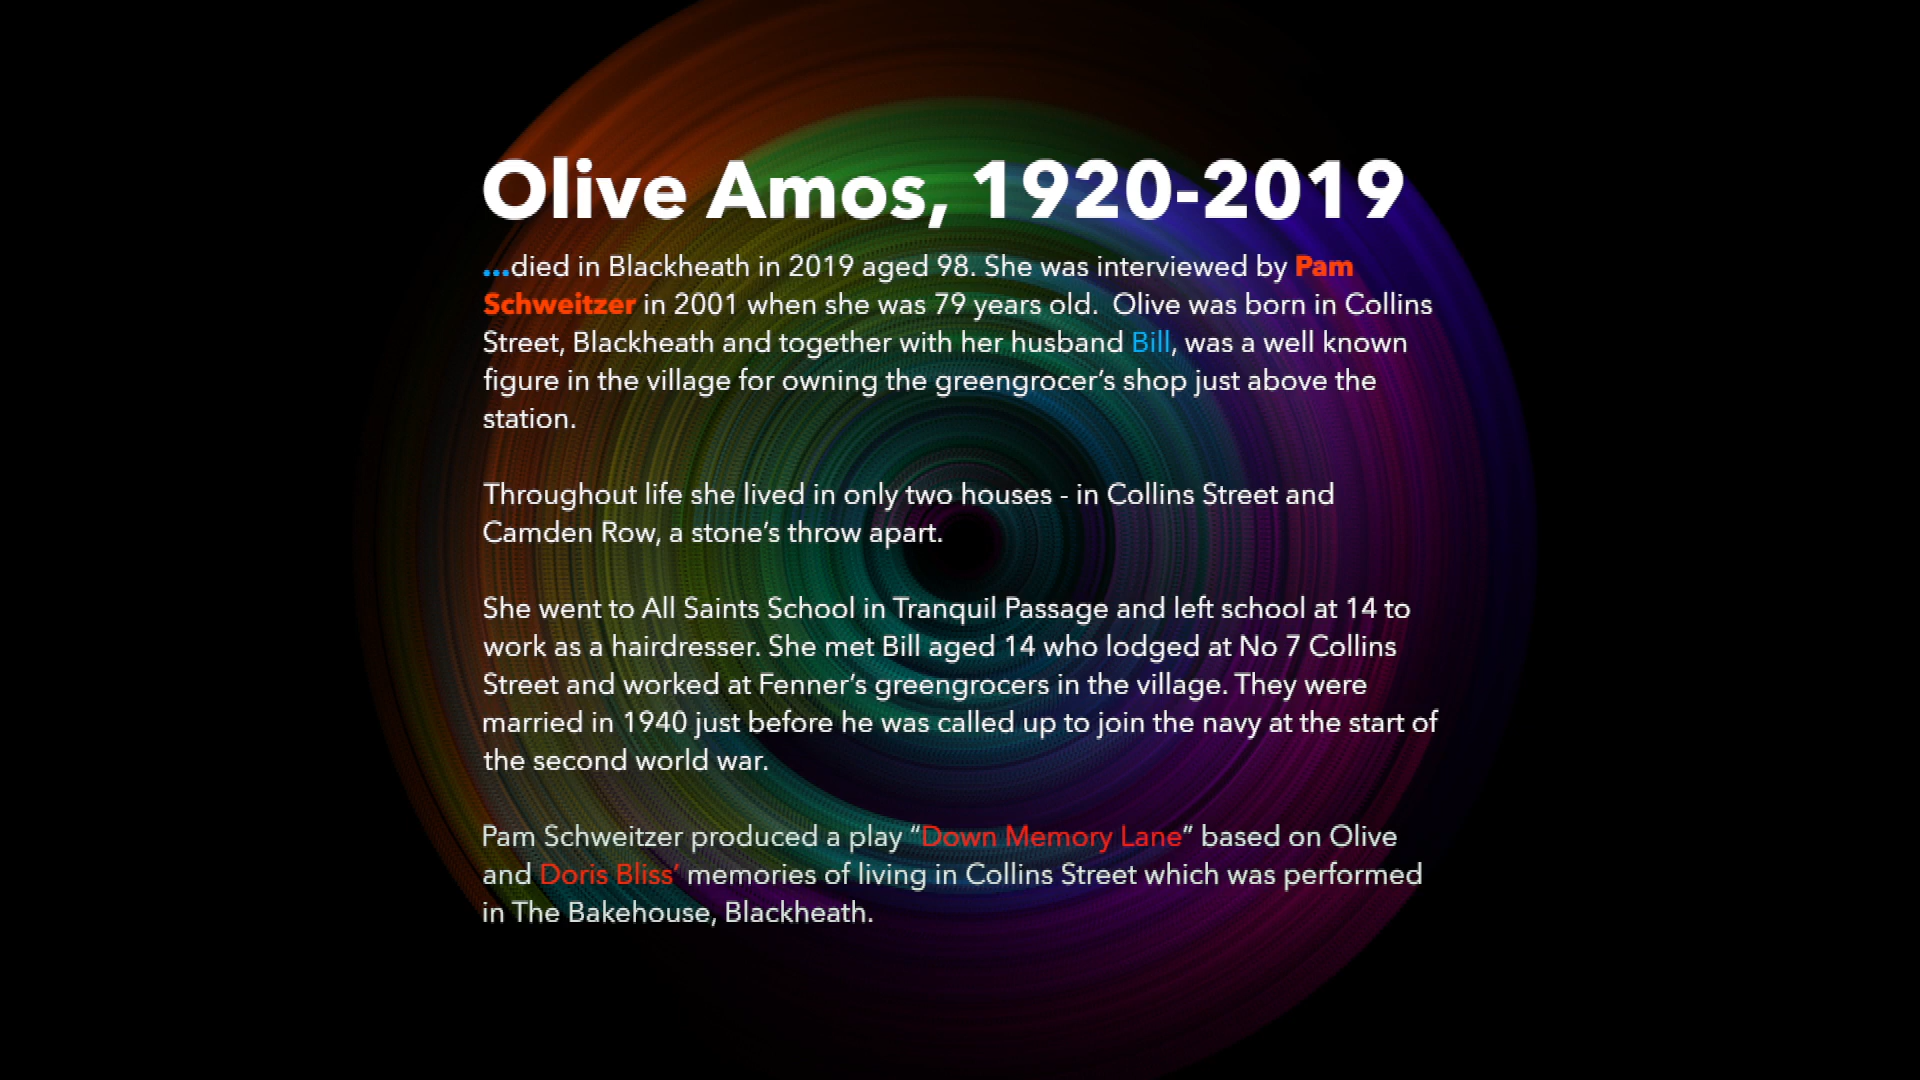 Olive Amos, 1920-2019
...died in Blackheath in 2019 aged 98. She was interviewed by Pam
Schweitzer in 2001 when she was 79 years old.  Olive was born in Collins
Street, Blackheath and together with her husband Bill, was a well known
figure in the village for owning the greengrocer’s shop just above the
station.
Throughout life she lived in only two houses - in Collins Street and
Camden Row, a stone’s throw apart.
She went to All Saints School in Tranquil Passage and left school at 14 to
work as a hairdresser. She met Bill aged 14 who lodged at No 7 Collins
Street and worked at Fenner’s greengrocers in the village. They were
married in 1940 just before he was called up to join the navy at the start of
the second world war.
Pam Schweitzer produced a play “Down Memory Lane” based on Olive
and Doris Bliss’ memories of living in Collins Street which was performed
in The Bakehouse, Blackheath.